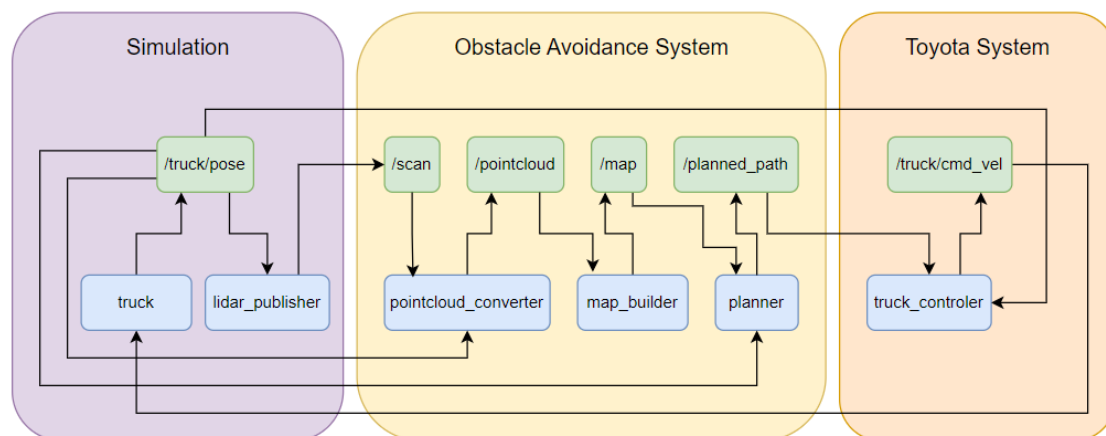 Simulation
Obstacle Avoidance System
Toyota System
/truck/pose
/scan
/pointcloud
/map
/planned_path
/truck/cmd_vel
truck
lidar_publisher
pointcloud_converter
map_builder
planner
truck_controler